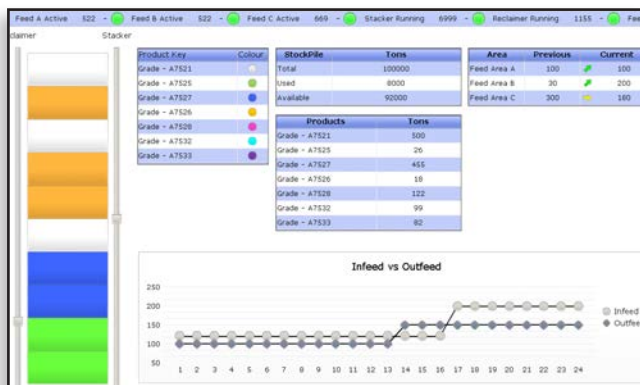 Feed A Active 522 - Feed B Active 522 - Feed C Active 669 - Stacker Running 6999 - Reclaimer Running 1155 - Fee
claimer Stacker
Product Key Colour
Grade - A7521
Grade - A7525
Grade - A7527
Grade - A7526
Grade - A7528
Grade - A7532
Grade - A7533
StockPile Tons
Total 100000
Used 8000
Available 92000
Area Previous Current
Feed Area A 100 100
Feed Area B 30 200
Feed Area C 300 180
Products Tons
Grade - A7521 500
Grade - A7525 26
Grade - A7527 455
Grade - A7526 18
Grade - A7528 122
Grade - A7532 99
Grade - A7533 82
Infeed vs Outfeed
250
200
150
100
50
1 2 3 4 5 6 7 8 9 10 11 12 13 14 15 16 17 18 19 20 21 22 23 24
Infeed
Outfee